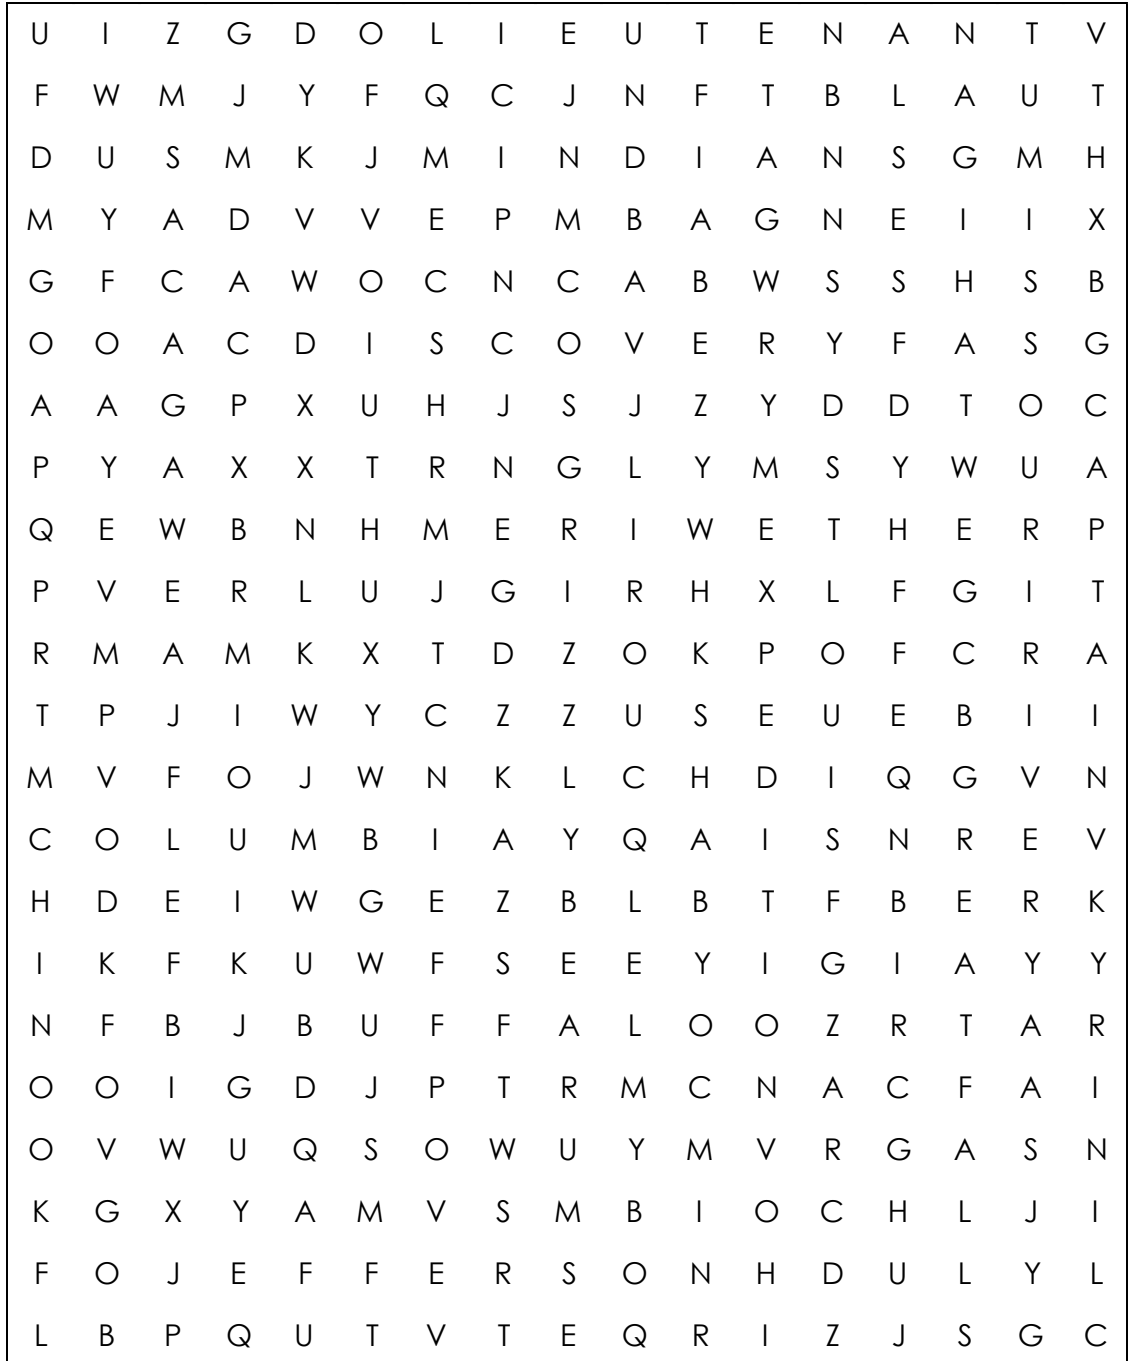 U I Z G D O L I E U T E N A N T V
F W M J Y F Q C J N F T B L A U T
D U S M K J M I N D I A N S G M H
M Y A D V V E P M B A G N E I I X
G F C A W O C N C A B W S S H S B
O O A C D I S C O V E R Y F A S G
A A G P X U H J S J Z Y D D T O C
P Y A X X T R N G L Y M S Y W U A
Q E W B N H M E R I W E T H E R P
P V E R L U J G I R H X L F G I T
R M A M K X T D Z O K P O F C R A
T P J I W Y C Z Z U S E U E B I I
M V F O J W N K L C H D I Q G V N
C O L U M B I A Y Q A I S N R E V
H D E I W G E Z B L B T F B E R K
I K F K U W F S E E Y I G I A Y Y
N F B J B U F F A L O O Z R T A R
O O I G D J P T R M C N A C F A I
O V W U Q S O W U Y M V R G A S N
K G X Y A M V S M B I O C H L J I
F O J E F F E R S O N H D U L Y L
L B P Q U T V T E Q R I Z J S G C